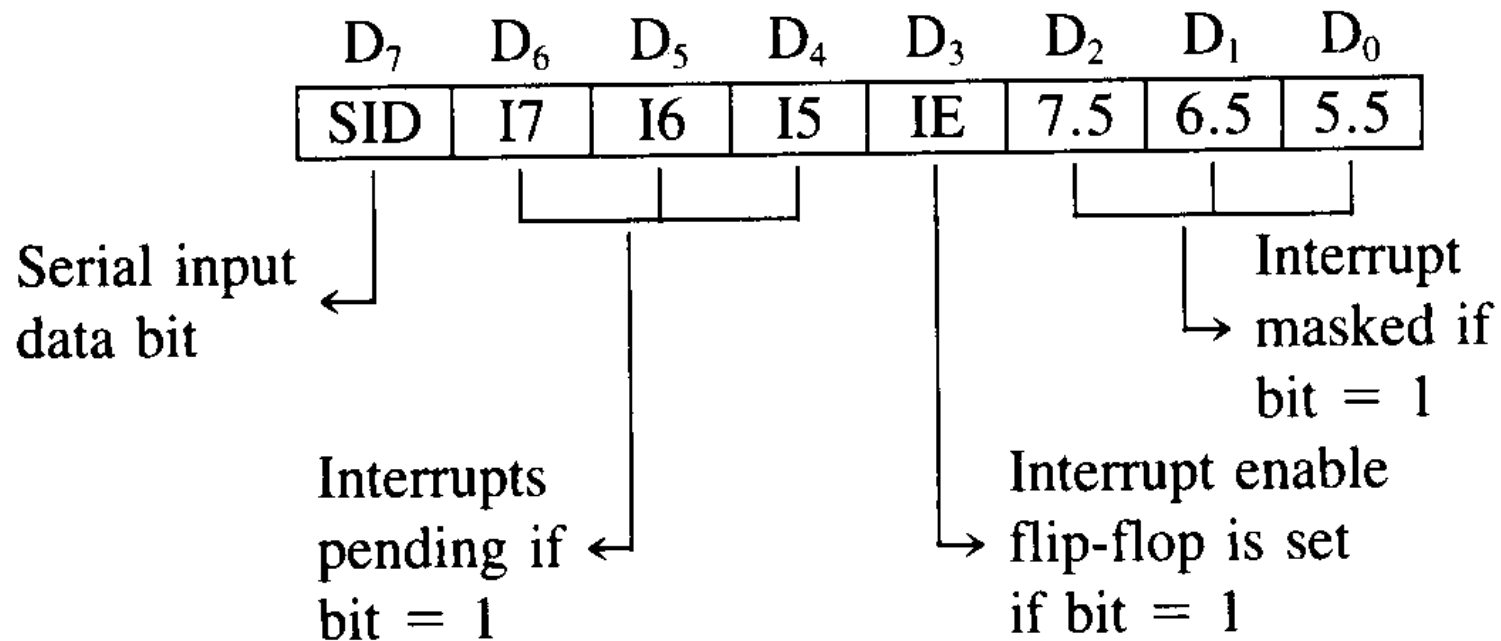 D₇ D₆ D₅ D₄ D₃ D₂ D₁ D₀
SID I7 I6 I5 IE 7.5 6.5 5.5
Serial input
data bit
Interrupts
pending if
bit = 1
Interrupt enable
flip-flop is set
if bit = 1
Interrupt
masked if
bit = 1